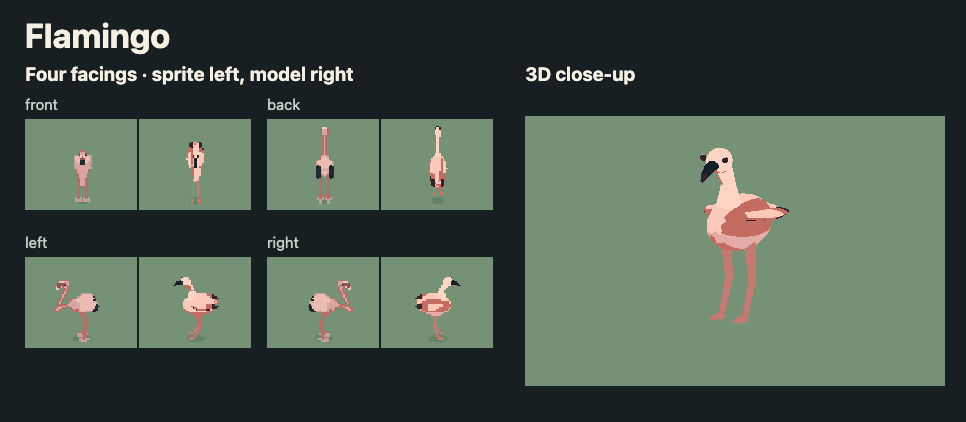 Flamingo
Four facings · sprite left, model right
3D close-up
front
back
left
right